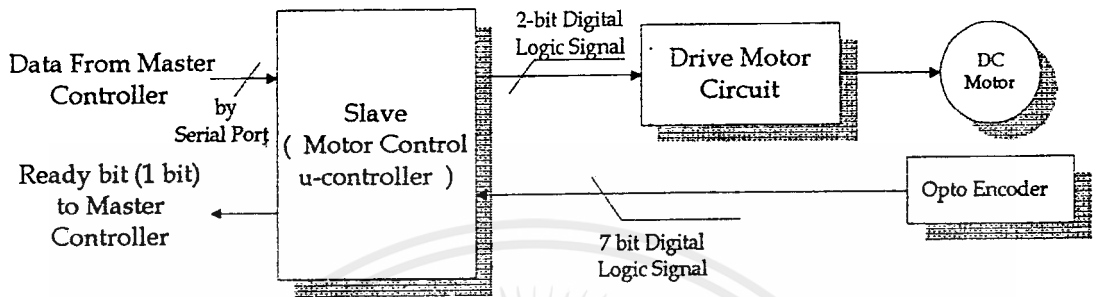 Data From Master
Controller
by
Serial Port
Ready bit (1 bit)
to Master
Controller
Slave
( Motor Control
u-controller )
2-bit Digital
Logic Signal
Drive Motor
Circuit
DC
Motor
Opto Encoder
7 bit Digital
Logic Signal